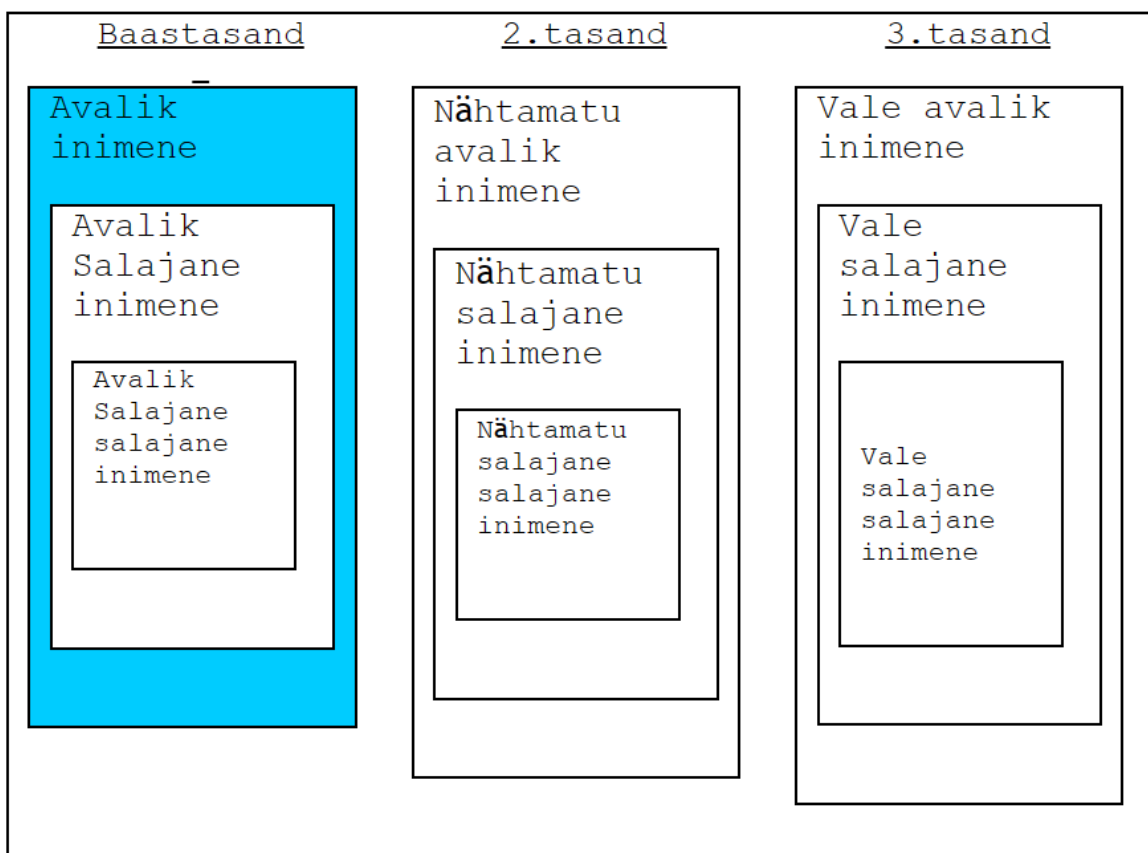 Baastasand
2.tasand
3.tasand
Avalik
inimene
Avalik
Salajane
inimene
Avalik
Salajane
salajane
inimene
Nähtamatu
avalik
inimene
Nähtamatu
salajane
inimene
Nähtamatu
salajane
salajane
inimene
Vale avalik
inimene
Vale
salajane
inimene
Vale
salajane
salajane
inimene